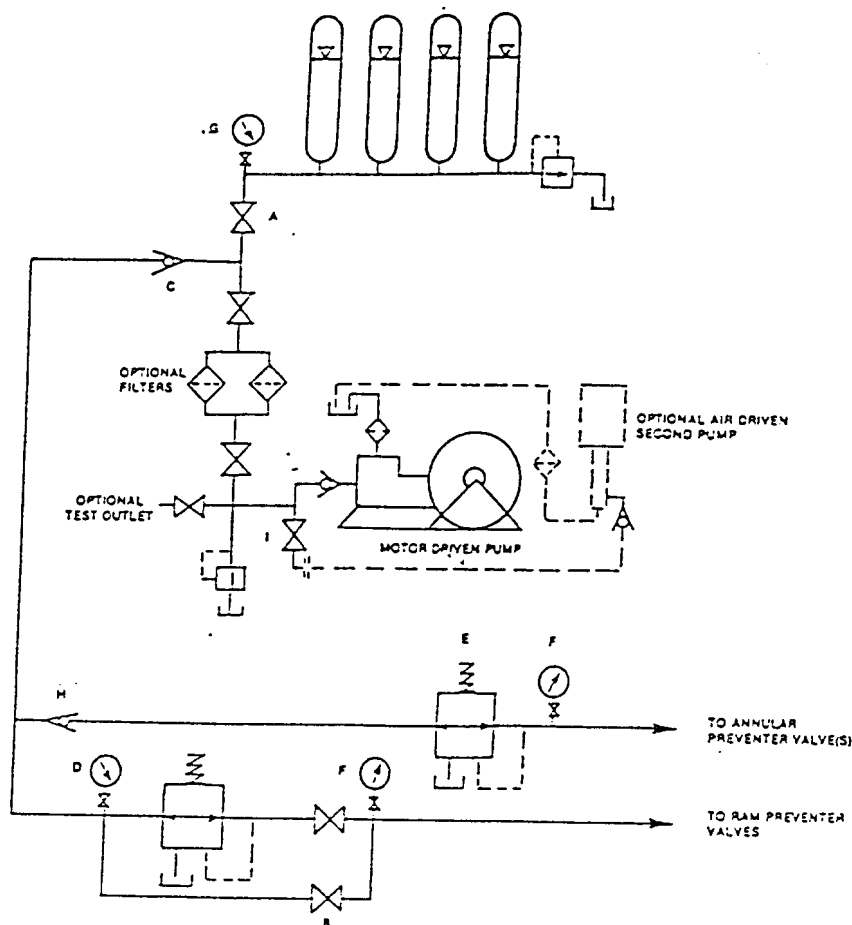 G
A
C
OPTIONAL
FILTERS
OPTIONAL AIR DRIVEN
SECOND PUMP
OPTIONAL
TEST OUTLET
I
MOTOR DRIVEN PUMP
E
F
H
TO ANNULAR
PREVENTER VALVE(S)
D
F
TO RAM PREVENTER
VALVES